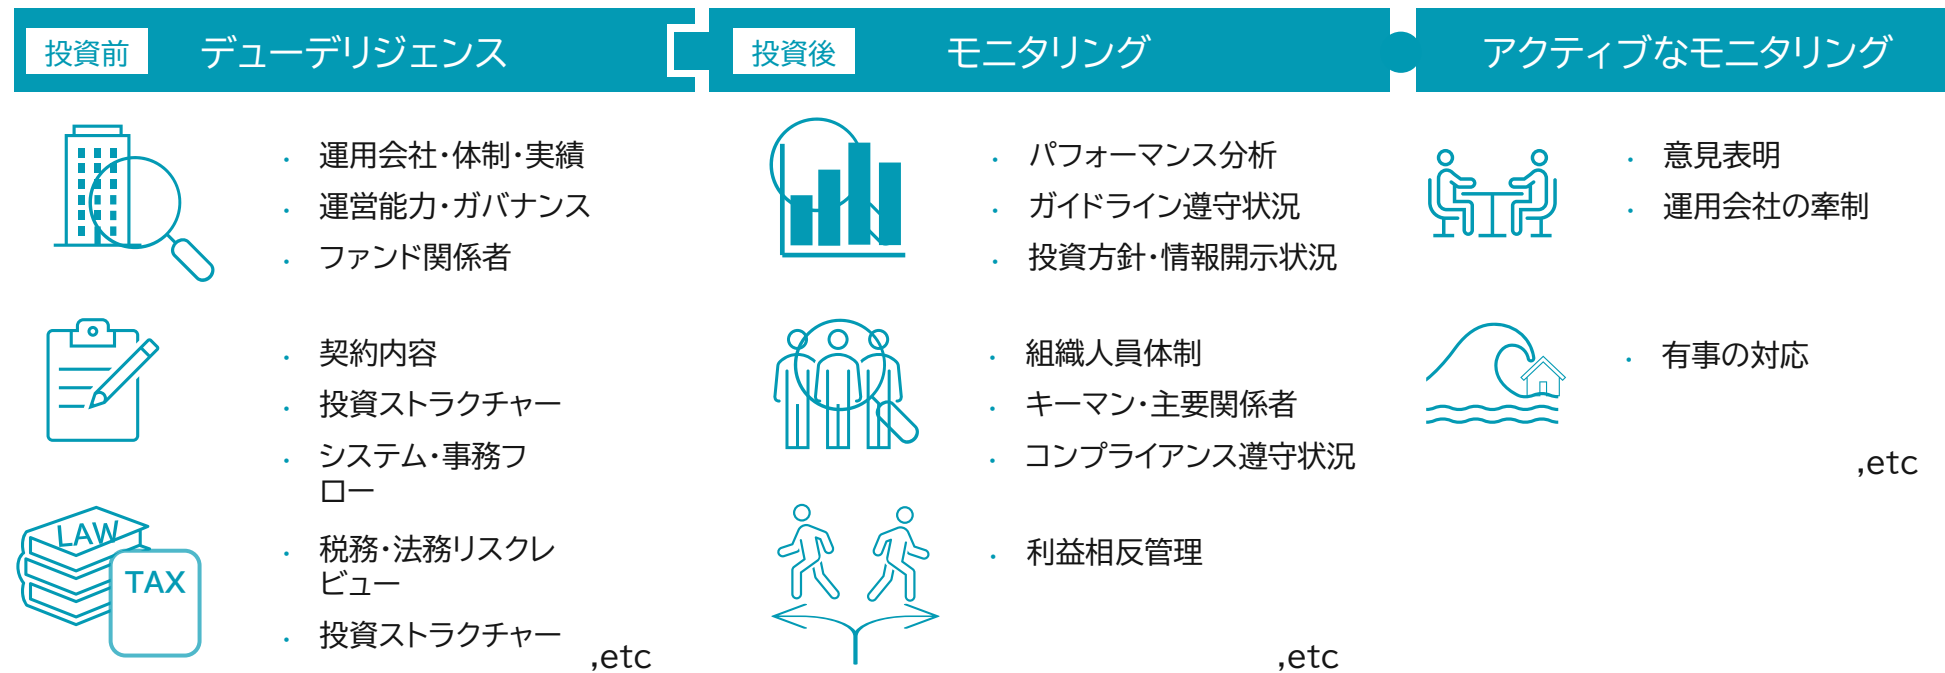 投資前
デューデリジェンス
運用会社・体制・実績
運営能力・ガバナンス
ファンド関係者
契約内容
投資ストラクチャー
システム・事務フ
ロー
LAW
TAX
税務・法務リスクレ
ビュー
投資ストラクチャー
,etc
投資後
モニタリング
パフォーマンス分析
ガイドライン遵守状況
投資方針・情報開示状況
組織人員体制
キーマン・主要関係者
コンプライアンス遵守状況
利益相反管理
,etc
アクティブなモニタリング
意見表明
運用会社の牽制
有事の対応
,etc